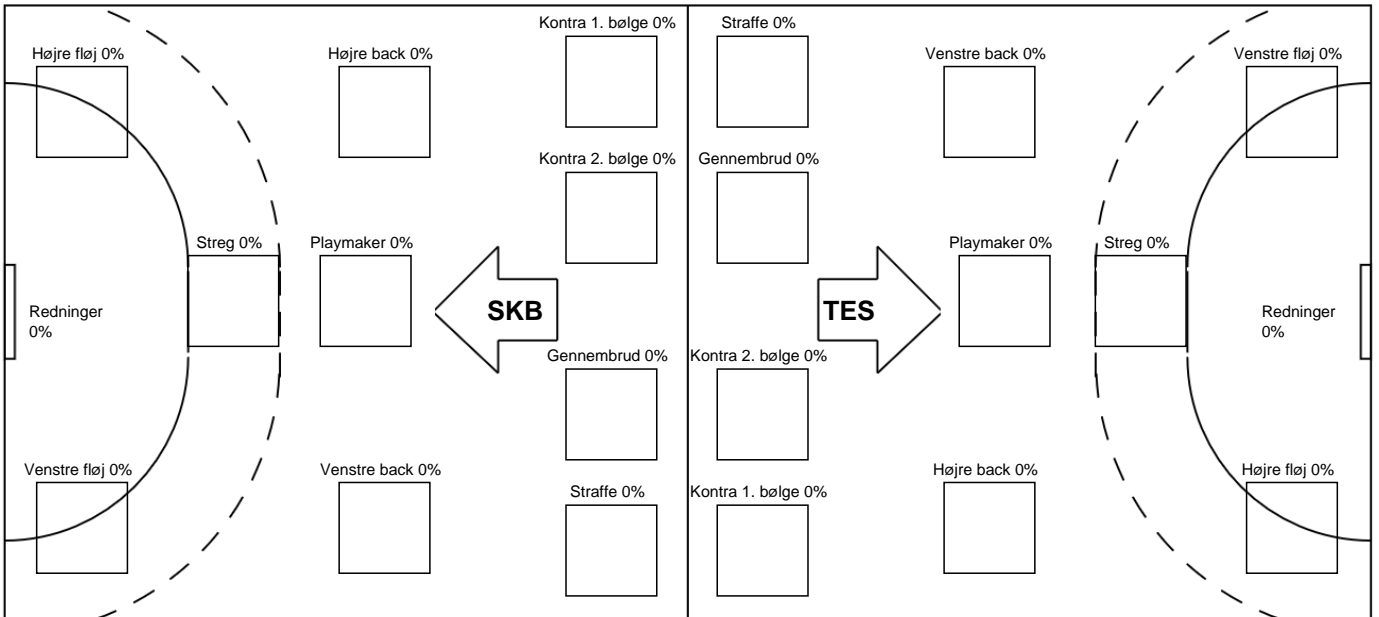 Kontra 1. bølge 0%
Straffe 0%
Højre fløj 0%
Højre back 0%
Venstre back 0%
Venstre fløj 0%
Kontra 2. bølge 0%
Gennembrud 0%
Streg 0%
Playmaker 0%
Playmaker 0%
Streg 0%
Redninger
0%
SKB
TES
Redninger
0%
Gennembrud 0%
Kontra 2. bølge 0%
Venstre fløj 0%
Venstre back 0%
Højre back 0%
Højre fløj 0%
Straffe 0%
Kontra 1. bølge 0%